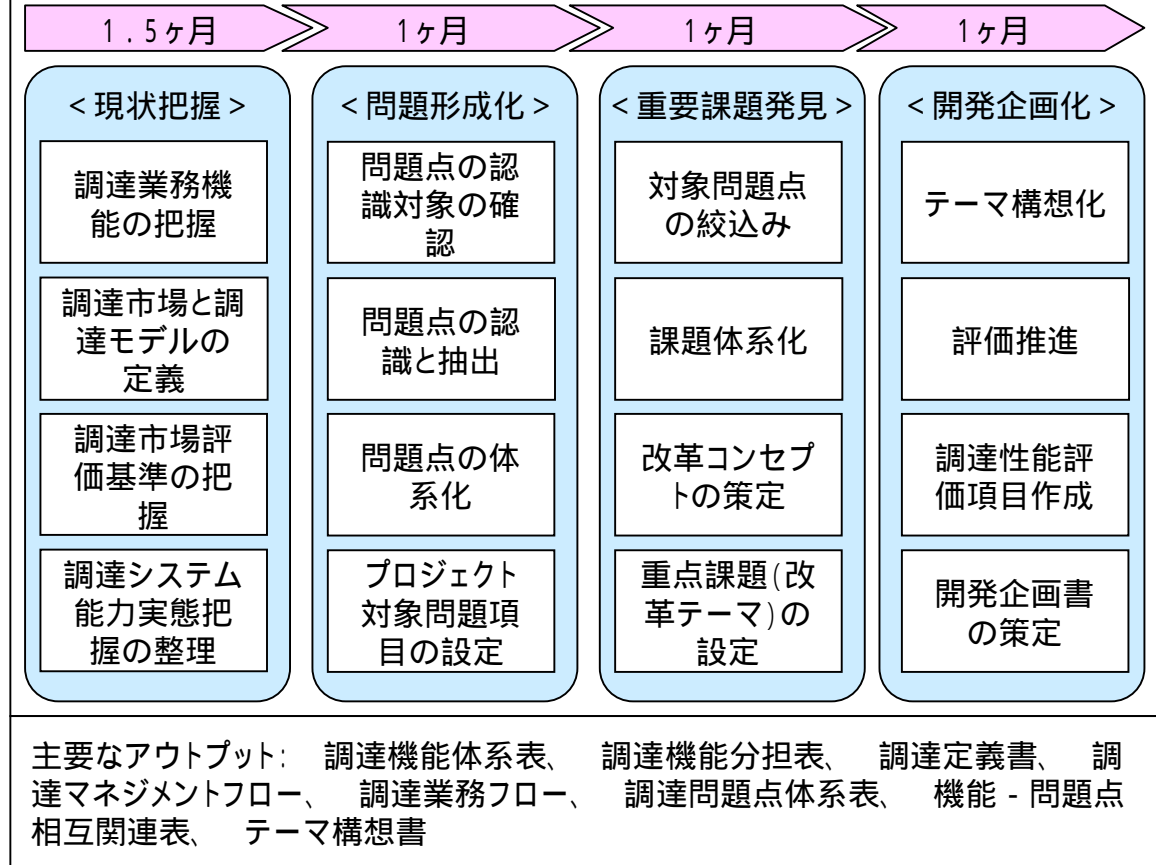 1.5ヶ月
1ヶ月
1ヶ月
1ヶ月
<現状把握>
調達業務機
能の把握
調達市場と調
達モデルの
定義
調達市場評
価基準の把
握
調達システム
能力実態把
握の整理
<問題形成化>
問題点の認
識対象の確
認
問題点の認
識と抽出
問題点の体
系化
プロジェクト
対象問題項
目の設定
<重要課題発見>
対象問題点
の絞込み
課題体系化
改革コンセプ
トの策定
重点課題(改
革テーマ)の
設定
<開発企画化>
テーマ構想化
評価推進
調達性能評
価項目作成
開発企画書
の策定
主要なアウトプット: 調達機能体系表、 調達機能分担表、 調達定義書、 調
達マネジメントフロー、 調達業務フロー、 調達問題点体系表、 機能-問題点
相互関連表、 テーマ構想書